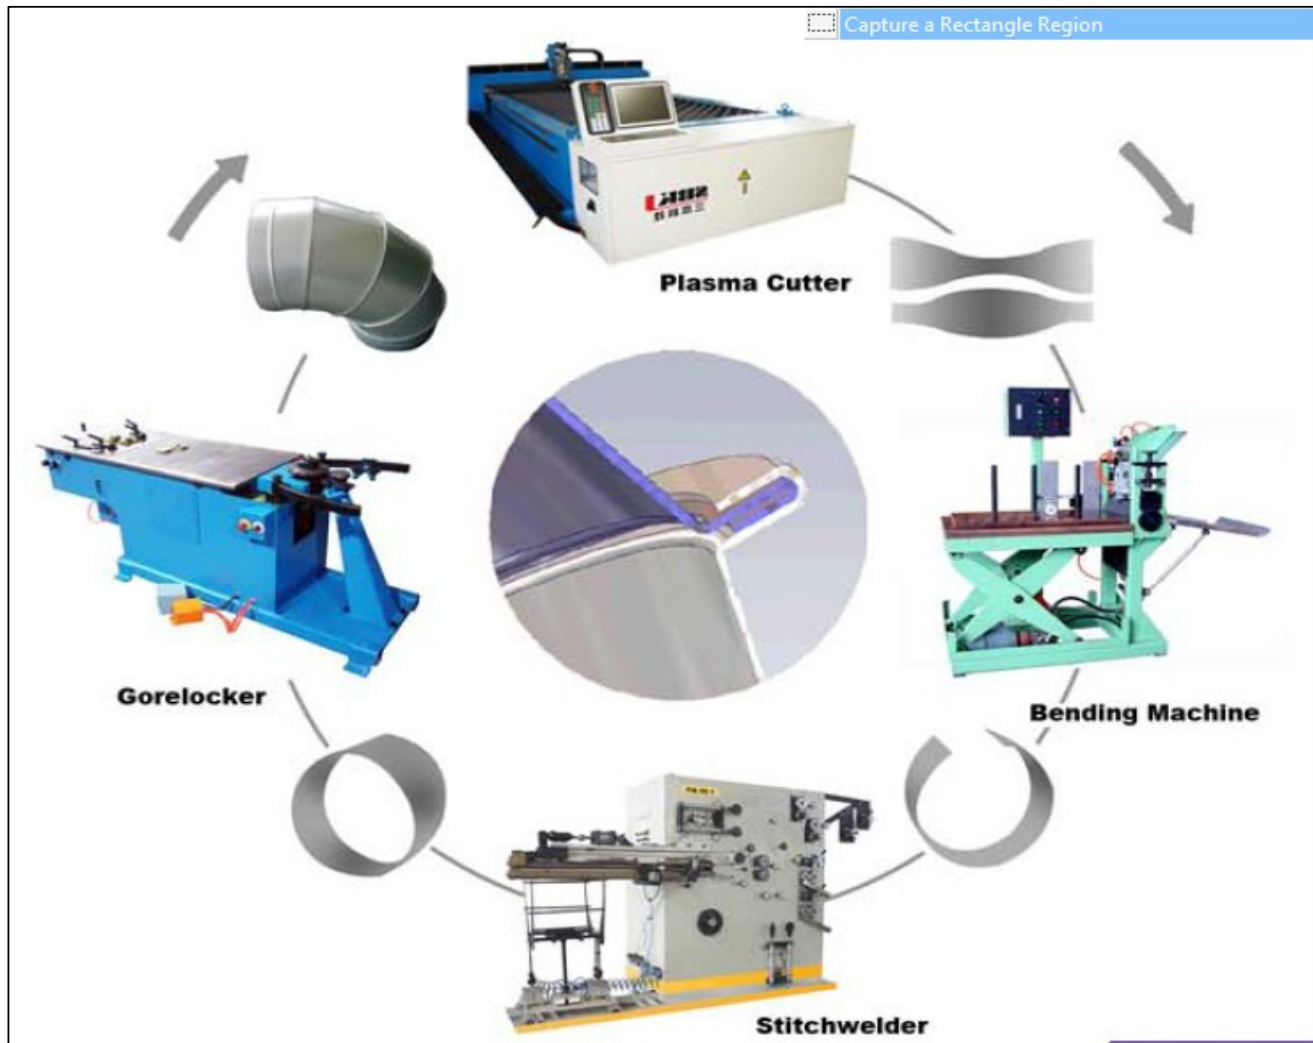 Capture a Rectangle Region
Plasma Cutter
Gorelocker
Bending Machine
Stitchwelder